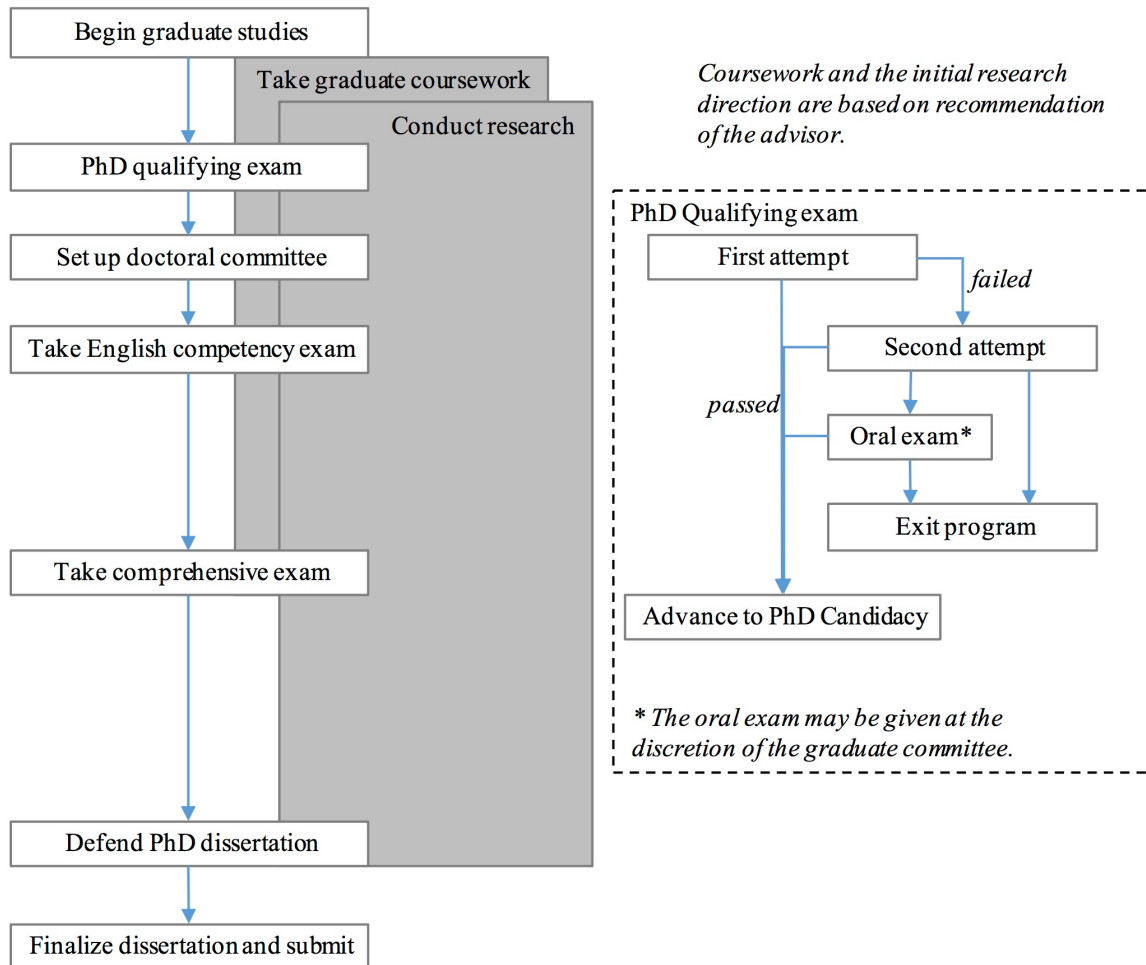 Begin graduate studies
Take graduate coursework
Conduct research
PhD qualifying exam
Set up doctoral committee
Take English competency exam
Take comprehensive exam
Defend PhD dissertation
Finalize dissertation and submit
Coursework and the initial research
direction are based on recommendation
of the advisor.
PhD Qualifying exam
First attempt
failed
Second attempt
passed
Oral exam*
Exit program
Advance to PhD Candidacy
* The oral exam may be given at the
discretion of the graduate committee.